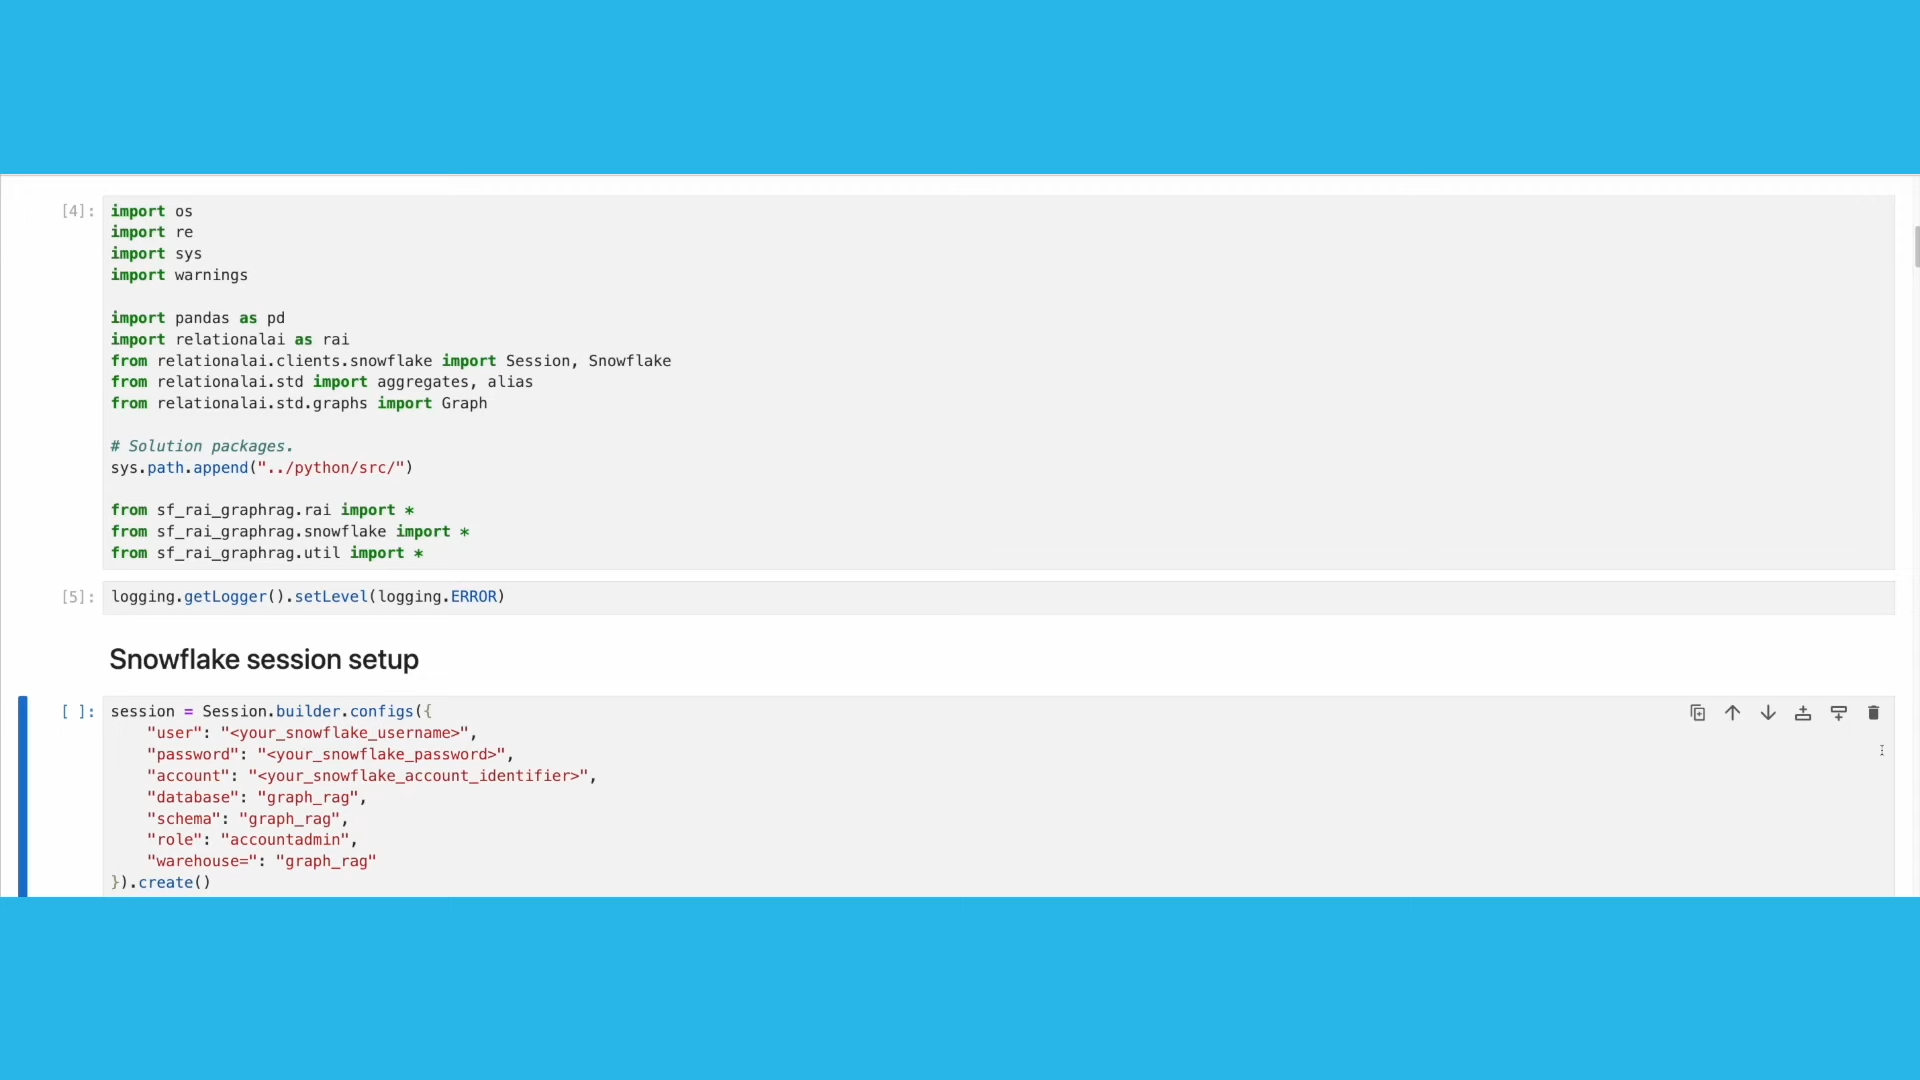 [4]:
import os
import re
import sys
import warnings
import pandas as pd
import relationalai as rai
from relationalai.clients.snowflake import Session, Snowflake
from relationalai.std import aggregates, alias
from relationalai.std.graphs import Graph
# Solution packages.
sys.path.append("../python/src/")
from sf_rai_graphrag.rai import *
from sf_rai_graphrag.snowflake import *
from sf_rai_graphrag.util import *
[5]:
logging.getLogger().setLevel(logging.ERROR)
Snowflake session setup
[ ]:
session = Session.builder.configs({
    "user": "<your_snowflake_username>",
    "password": "<your_snowflake_password>",
    "account": "<your_snowflake_account_identifier>",
    "database": "graph_rag",
    "schema": "graph_rag",
    "role": "accountadmin",
    "warehouse=": "graph_rag"
}).create()